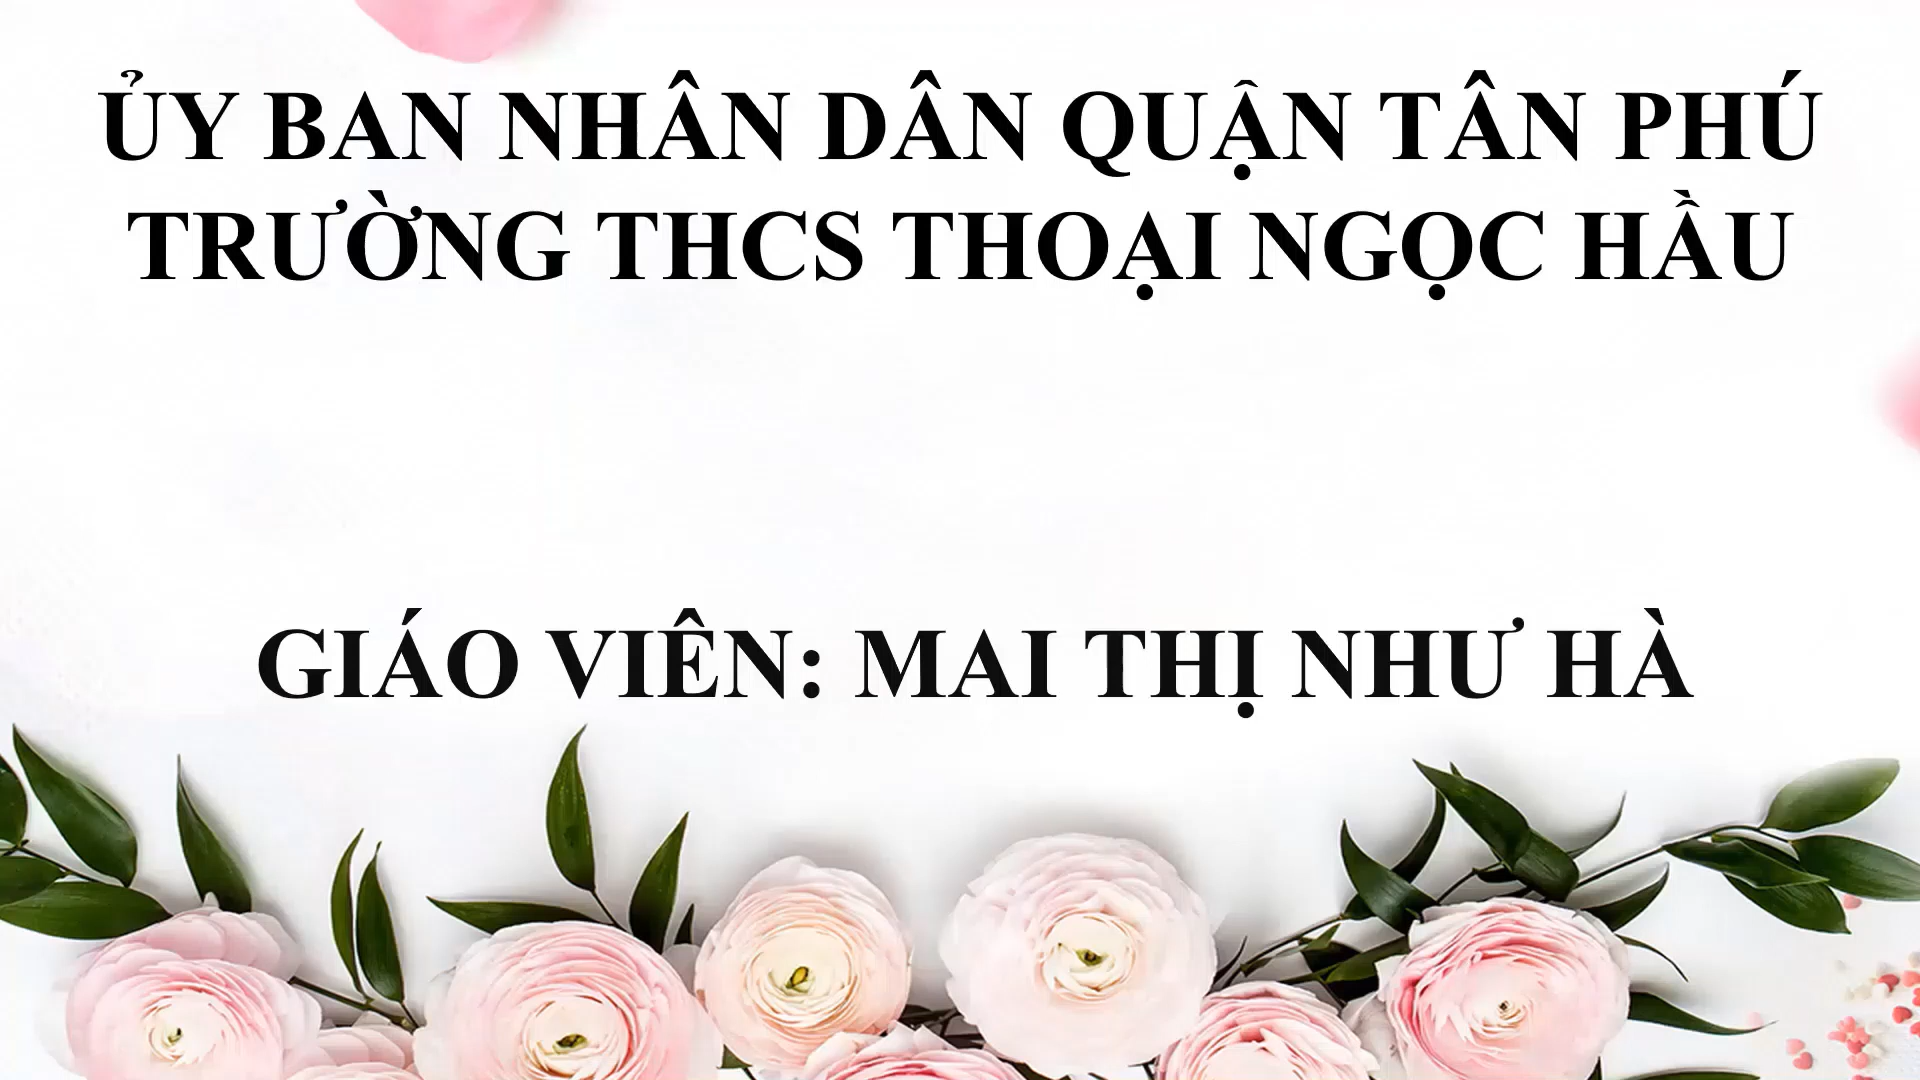 ỦY BAN NHÂN DÂN QUẬN TÂN PHÚ
TRƯỜNG THCS THOẠI NGỌC HẦU
GIÁO VIÊN: MAI THỊ NHƯ HÀ